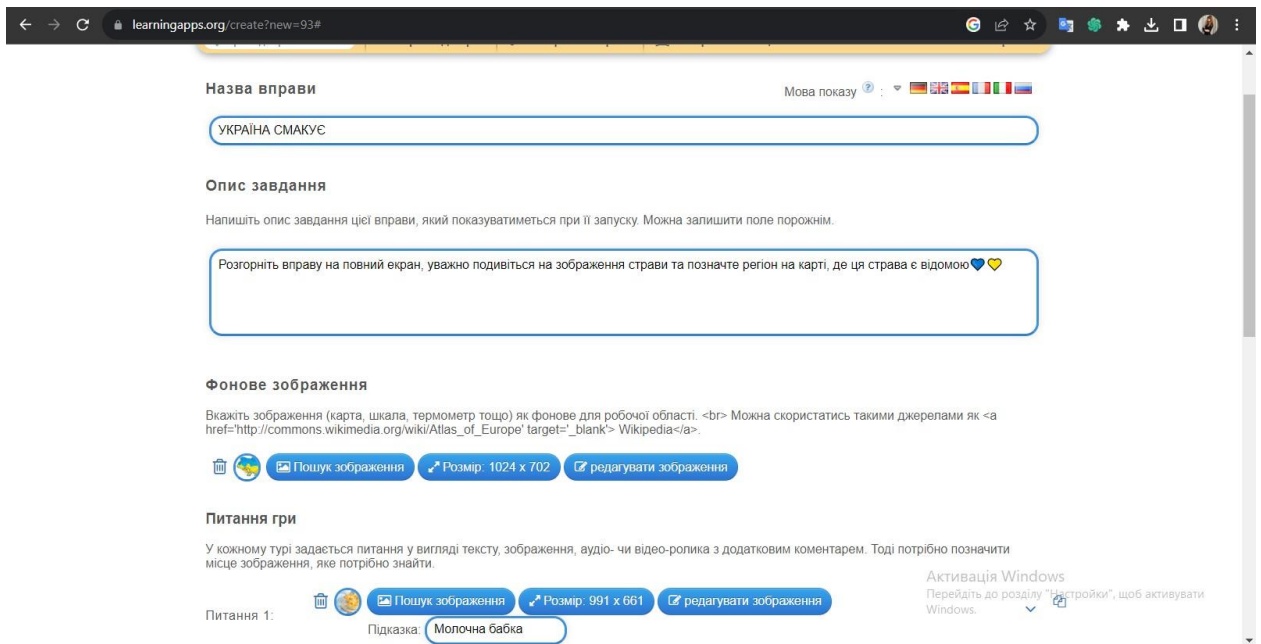 learningapps.org/create?new=93#
Назва вправи
Мова показу ? :
УКРАЇНА СМАКУЄ
Опис завдання
Напишіть опис завдання цієї вправи, який показуватиметься при її запуску. Можна залишити поле порожнім.
Розгорніть вправу на повний екран, уважно подивіться на зображення страви та позначте регіон на карті, де ця страва є відомою💙💛
Фонове зображення
Вкажіть зображення (карта, шкала, термометр тощо) як фонове для робочої області. <br> Можна скористатись такими джерелами як <a
href='http://commons.wikimedia.org/wiki/Atlas_of_Europe' target='_blank'> Wikipedia</a>.
Пошук зображення Розмір: 1024 x 702 редагувати зображення
Питання гри
У кожному турі задається питання у вигляді тексту, зображення, аудіо- чи відео-ролика з додатковим коментарем. Тоді потрібно позначити
місце зображення, яке потрібно знайти.
Активація Windows
Перейдіть до розділу "Настройки", щоб активувати
Windows.
Питання 1:
Пошук зображення Розмір: 991 x 661 редагувати зображення
Підказка: Молочна бабка